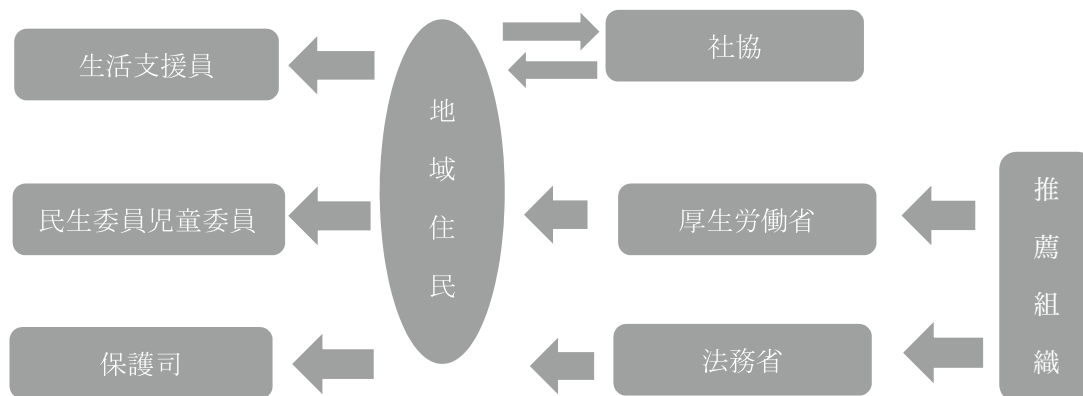 生活支援員
社協
地域住民
民生委員児童委員
厚生労働省
推薦組織
保護司
法務省